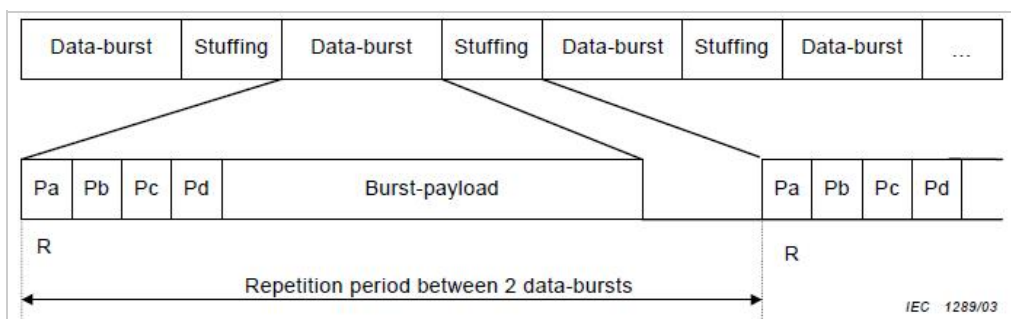 Data-burst Stuffing Data-burst Stuffing Data-burst Stuffing Data-burst ...
Pa Pb Pc Pd Burst-payload Pa Pb Pc Pd
R R
Repetition period between 2 data-bursts
IEC 1289/03